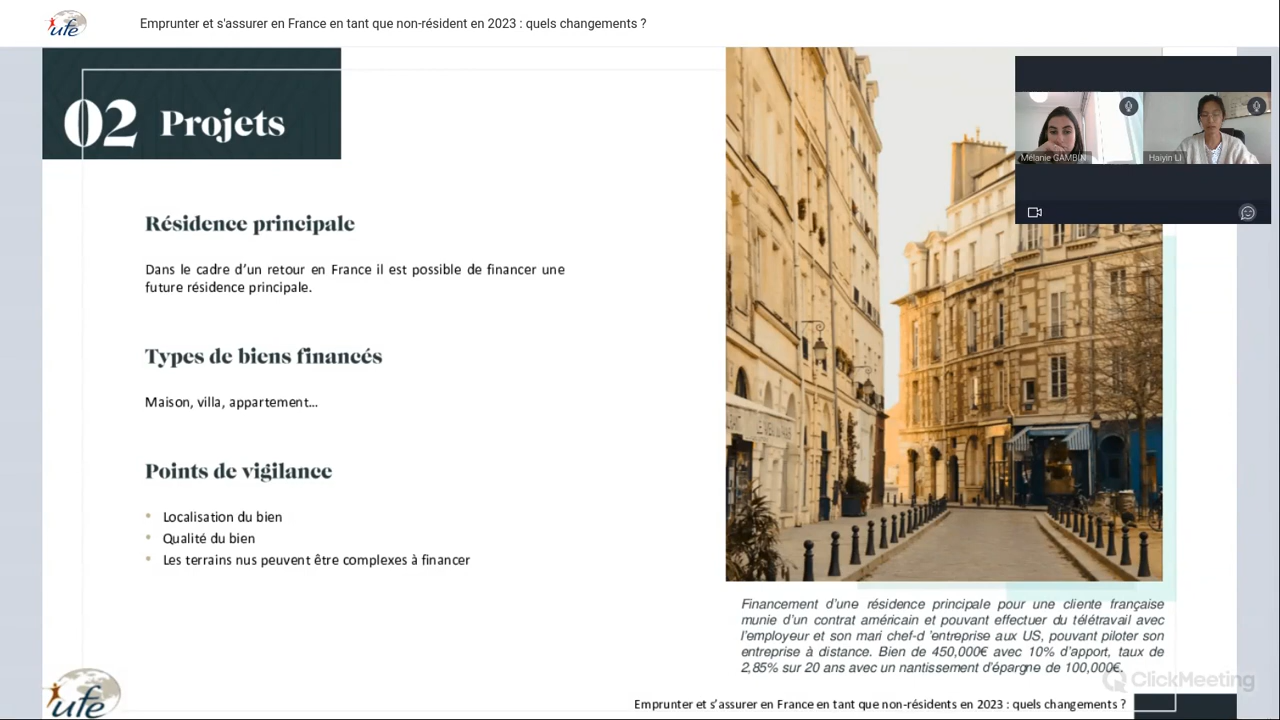 ufe
Emprunter et s'assurer en France en tant que non-résident en 2023 : quels changements ?
02 Projets
Mélanie GAMBIN
Haiyin LI
Résidence principale
Dans le cadre d'un retour en France il est possible de financer une
future résidence principale.
Types de biens financés
Maison, villa, appartement...
Points de vigilance
• Localisation du bien
• Qualité du bien
• Les terrains nus peuvent être complexes à financer
Financement d'une résidence principale pour une cliente française
munie d'un contrat américain et pouvant effectuer du télétravail avec
l'employeur et son mari chef-d 'entreprise aux US, pouvant piloter son
entreprise à distance. Bien de 450,000€ avec 10% d'apport, taux de
2,85% sur 20 ans avec un nantissement d'épargne de 100,000€.
ClickMeeting
ufe
Emprunter et s'assurer en France en tant que non-résidents en 2023 : quels changements ?